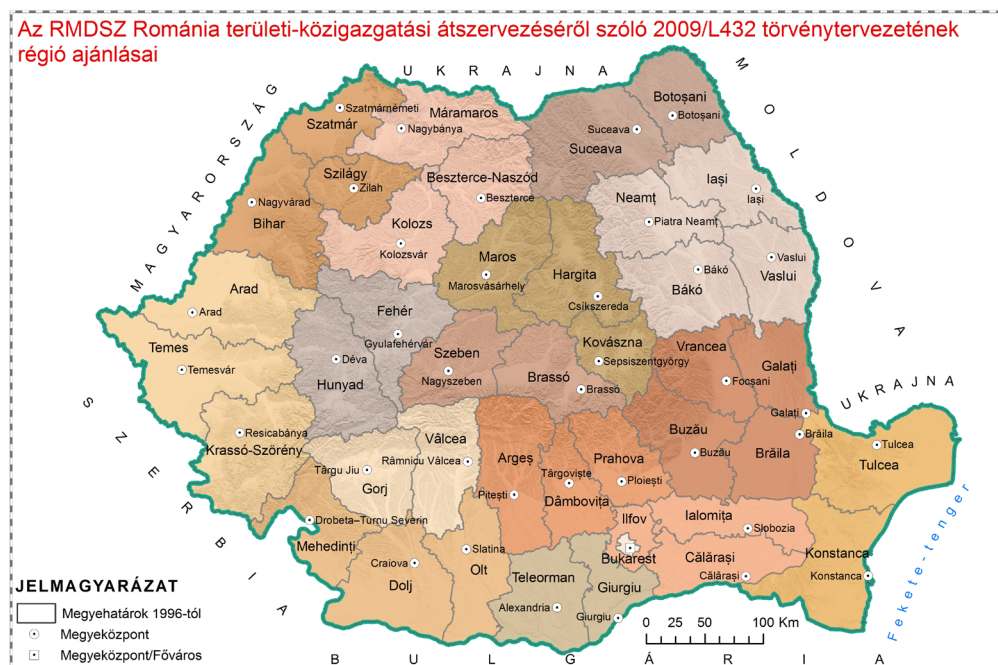 Az RMDSZ Románia területi-közigazgatási átszervezéséről szóló 2009/L432 törvénytervezetének
régió ajánlásai
UKRAJNA
MOLDOVA
MAGYARORSZÁG
Botoșani
Botoșani
Szatmárnémeti
Szatmár
Máramaros
Nagybánya
Suceava
Suceava
Szilágy
Zilah
Beszterce-Naszód
Beszterce
Iași
Iași
Neamț
Piatra Neamț
Nagyvárad
Bihar
Kolozs
Kolozsvár
Maros
Marosvásárhely
Hargita
Csíkszereda
Bákó
Bákó
Vaslui
Vaslui
Arad
Arad
Fehér
Gyulafehérvár
Temes
Temesvár
Déva
Hunyad
Szeben
Nagyszeben
Brassó
Brassó
Kovászna
Sepsiszentgyörgy
Vrancea
Focșani
Galați
Galați
UKRAJNA
SZERBIA
Resicabánya
Krassó-Szörény
Vâlcea
Râmnicu Vâlcea
Târgu Jiu
Gorj
Argeș
Pitești
Târgoviște
Dâmbovița
Prahova
Ploiești
Buzău
Buzău
Brăila
Brăila
Tulcea
Tulcea
Drobeta–Turnu Severin
Mehedinți
Craiova
Dolj
Slatina
Olt
Teleorman
Alexandria
Ilfov
Bukarest
Giurgiu
Giurgiu
Ialomița
Slobozia
Călărași
Călărași
Konstanca
Konstanca
Fekete-tenger
JELMAGYARÁZAT
Megyehatárok 1996-tól
Megyeközpont
Megyeközpont/Főváros
0 50 100 Km
BULGÁRIA